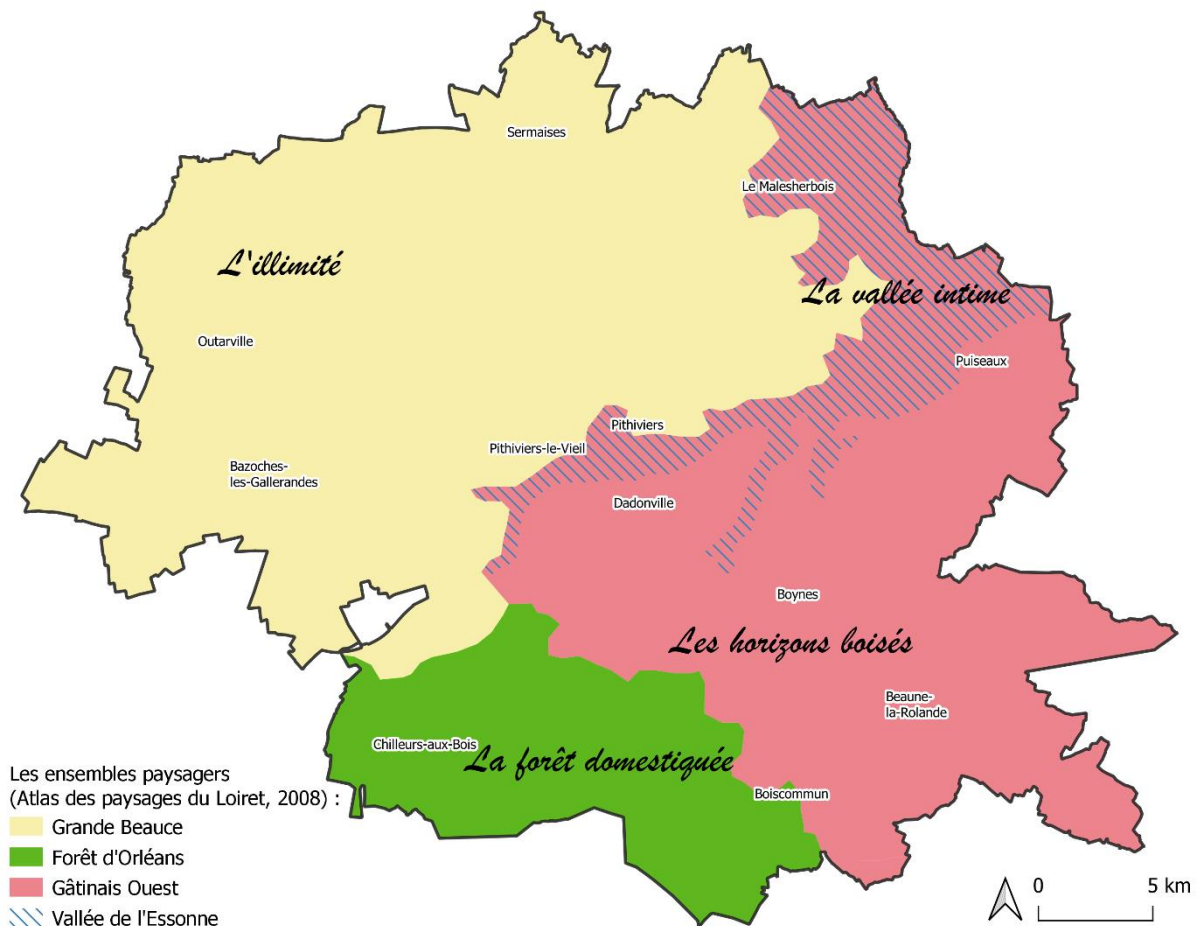 Sermaises
Le Malesherbois
L'illimité
La vallée intime
Outarville
Puiseaux
Pithiviers
Pithiviers-le-Vieil
Bazoches-
les-Gallerandes
Dadonville
Boynes
Les horizons boisés
Beaune-
la-Rolande
Chilleurs-aux-Bois
La forêt domestiquée
Boiscommun
Les ensembles paysagers
(Atlas des paysages du Loiret, 2008) :
Grande Beauce
Forêt d'Orléans
Gâtinais Ouest
Vallée de l'Essonne
0 5 km